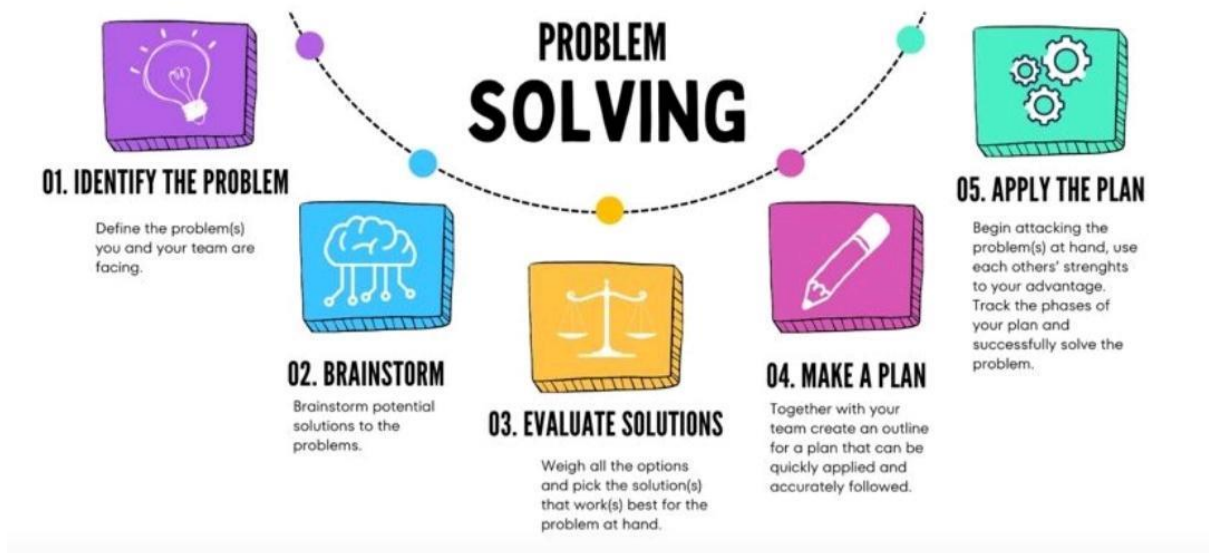 PROBLEM
SOLVING
01. IDENTIFY THE PROBLEM
Define the problem(s)
you and your team are
facing.
02. BRAINSTORM
Brainstorm potential
solutions to the
problems.
03. EVALUATE SOLUTIONS
Weigh all the options
and pick the solution(s)
that work(s) best for the
problem at hand.
04. MAKE A PLAN
Together with your
team create an outline
for a plan that can be
quickly applied and
accurately followed.
05. APPLY THE PLAN
Begin attacking the
problem(s) at hand, use
each others' strenghts
to your advantage.
Track the phases of
your plan and
successfully solve the
problem.